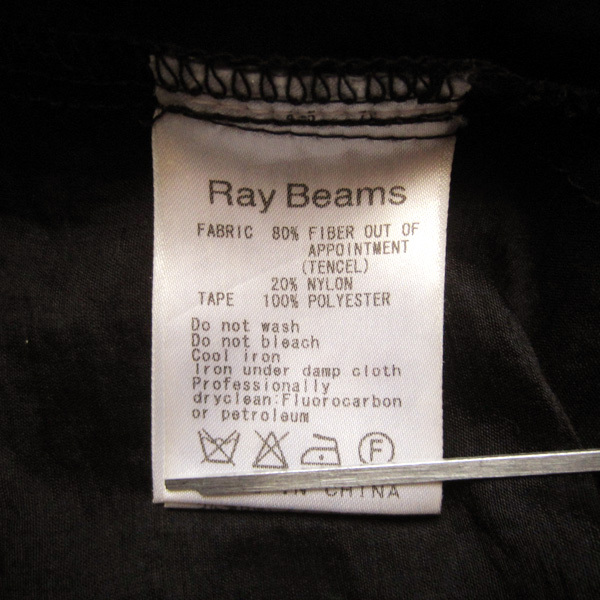 Ray Beams
FABRIC 80% FIBER OUT OF
APPOINTMENT
(TENCEL)
20% NYLON
TAPE 100% POLYESTER
Do not wash
Do not bleach
Cool iron
Iron under damp cloth
Professionally
dryclean:Fluorocarbon
or petroleum
F
IN CHINA